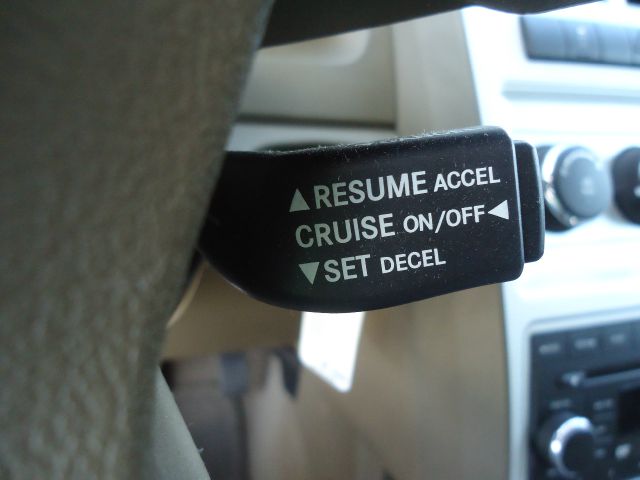 ▲RESUME ACCEL
CRUISE ON/OFF◀
▼SET DECEL